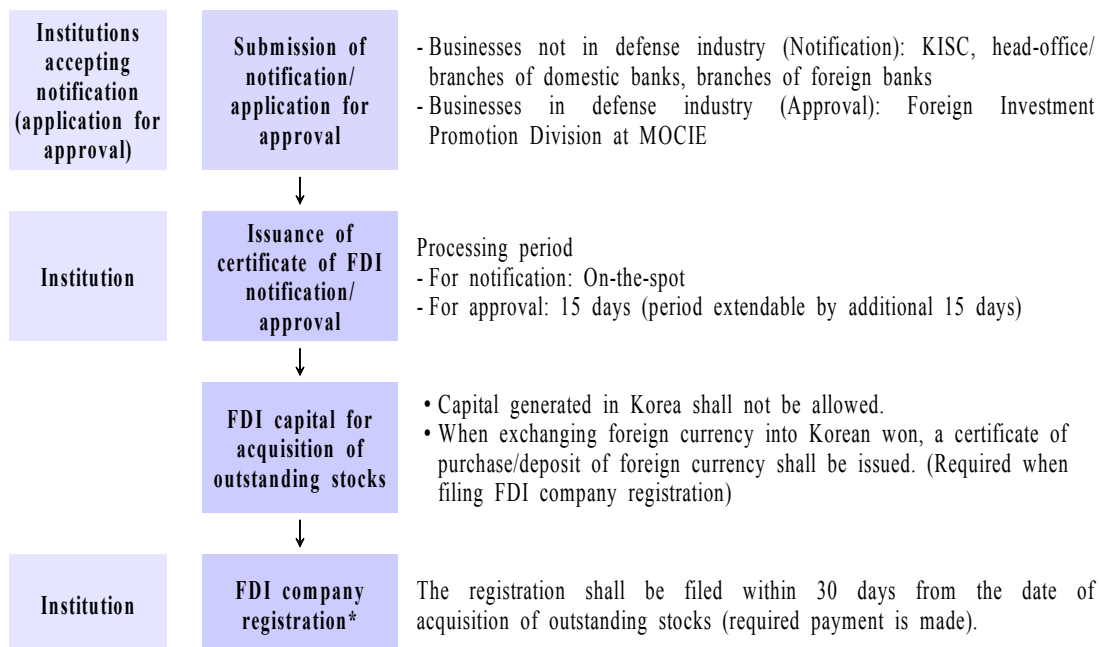 Institutions
accepting
notification
(application for
approval)
Submission of
notification/
application for
approval
- Businesses not in defense industry (Notification): KISC, head-office/
branches of domestic banks, branches of foreign banks
- Businesses in defense industry (Approval): Foreign Investment
Promotion Division at MOCIE
Institution
Issuance of
certificate of FDI
notification/
approval
Processing period
- For notification: On-the-spot
- For approval: 15 days (period extendable by additional 15 days)
FDI capital for
acquisition of
outstanding stocks
• Capital generated in Korea shall not be allowed.
• When exchanging foreign currency into Korean won, a certificate of
purchase/deposit of foreign currency shall be issued. (Required when
filing FDI company registration)
Institution
FDI company
registration*
The registration shall be filed within 30 days from the date of
acquisition of outstanding stocks (required payment is made).